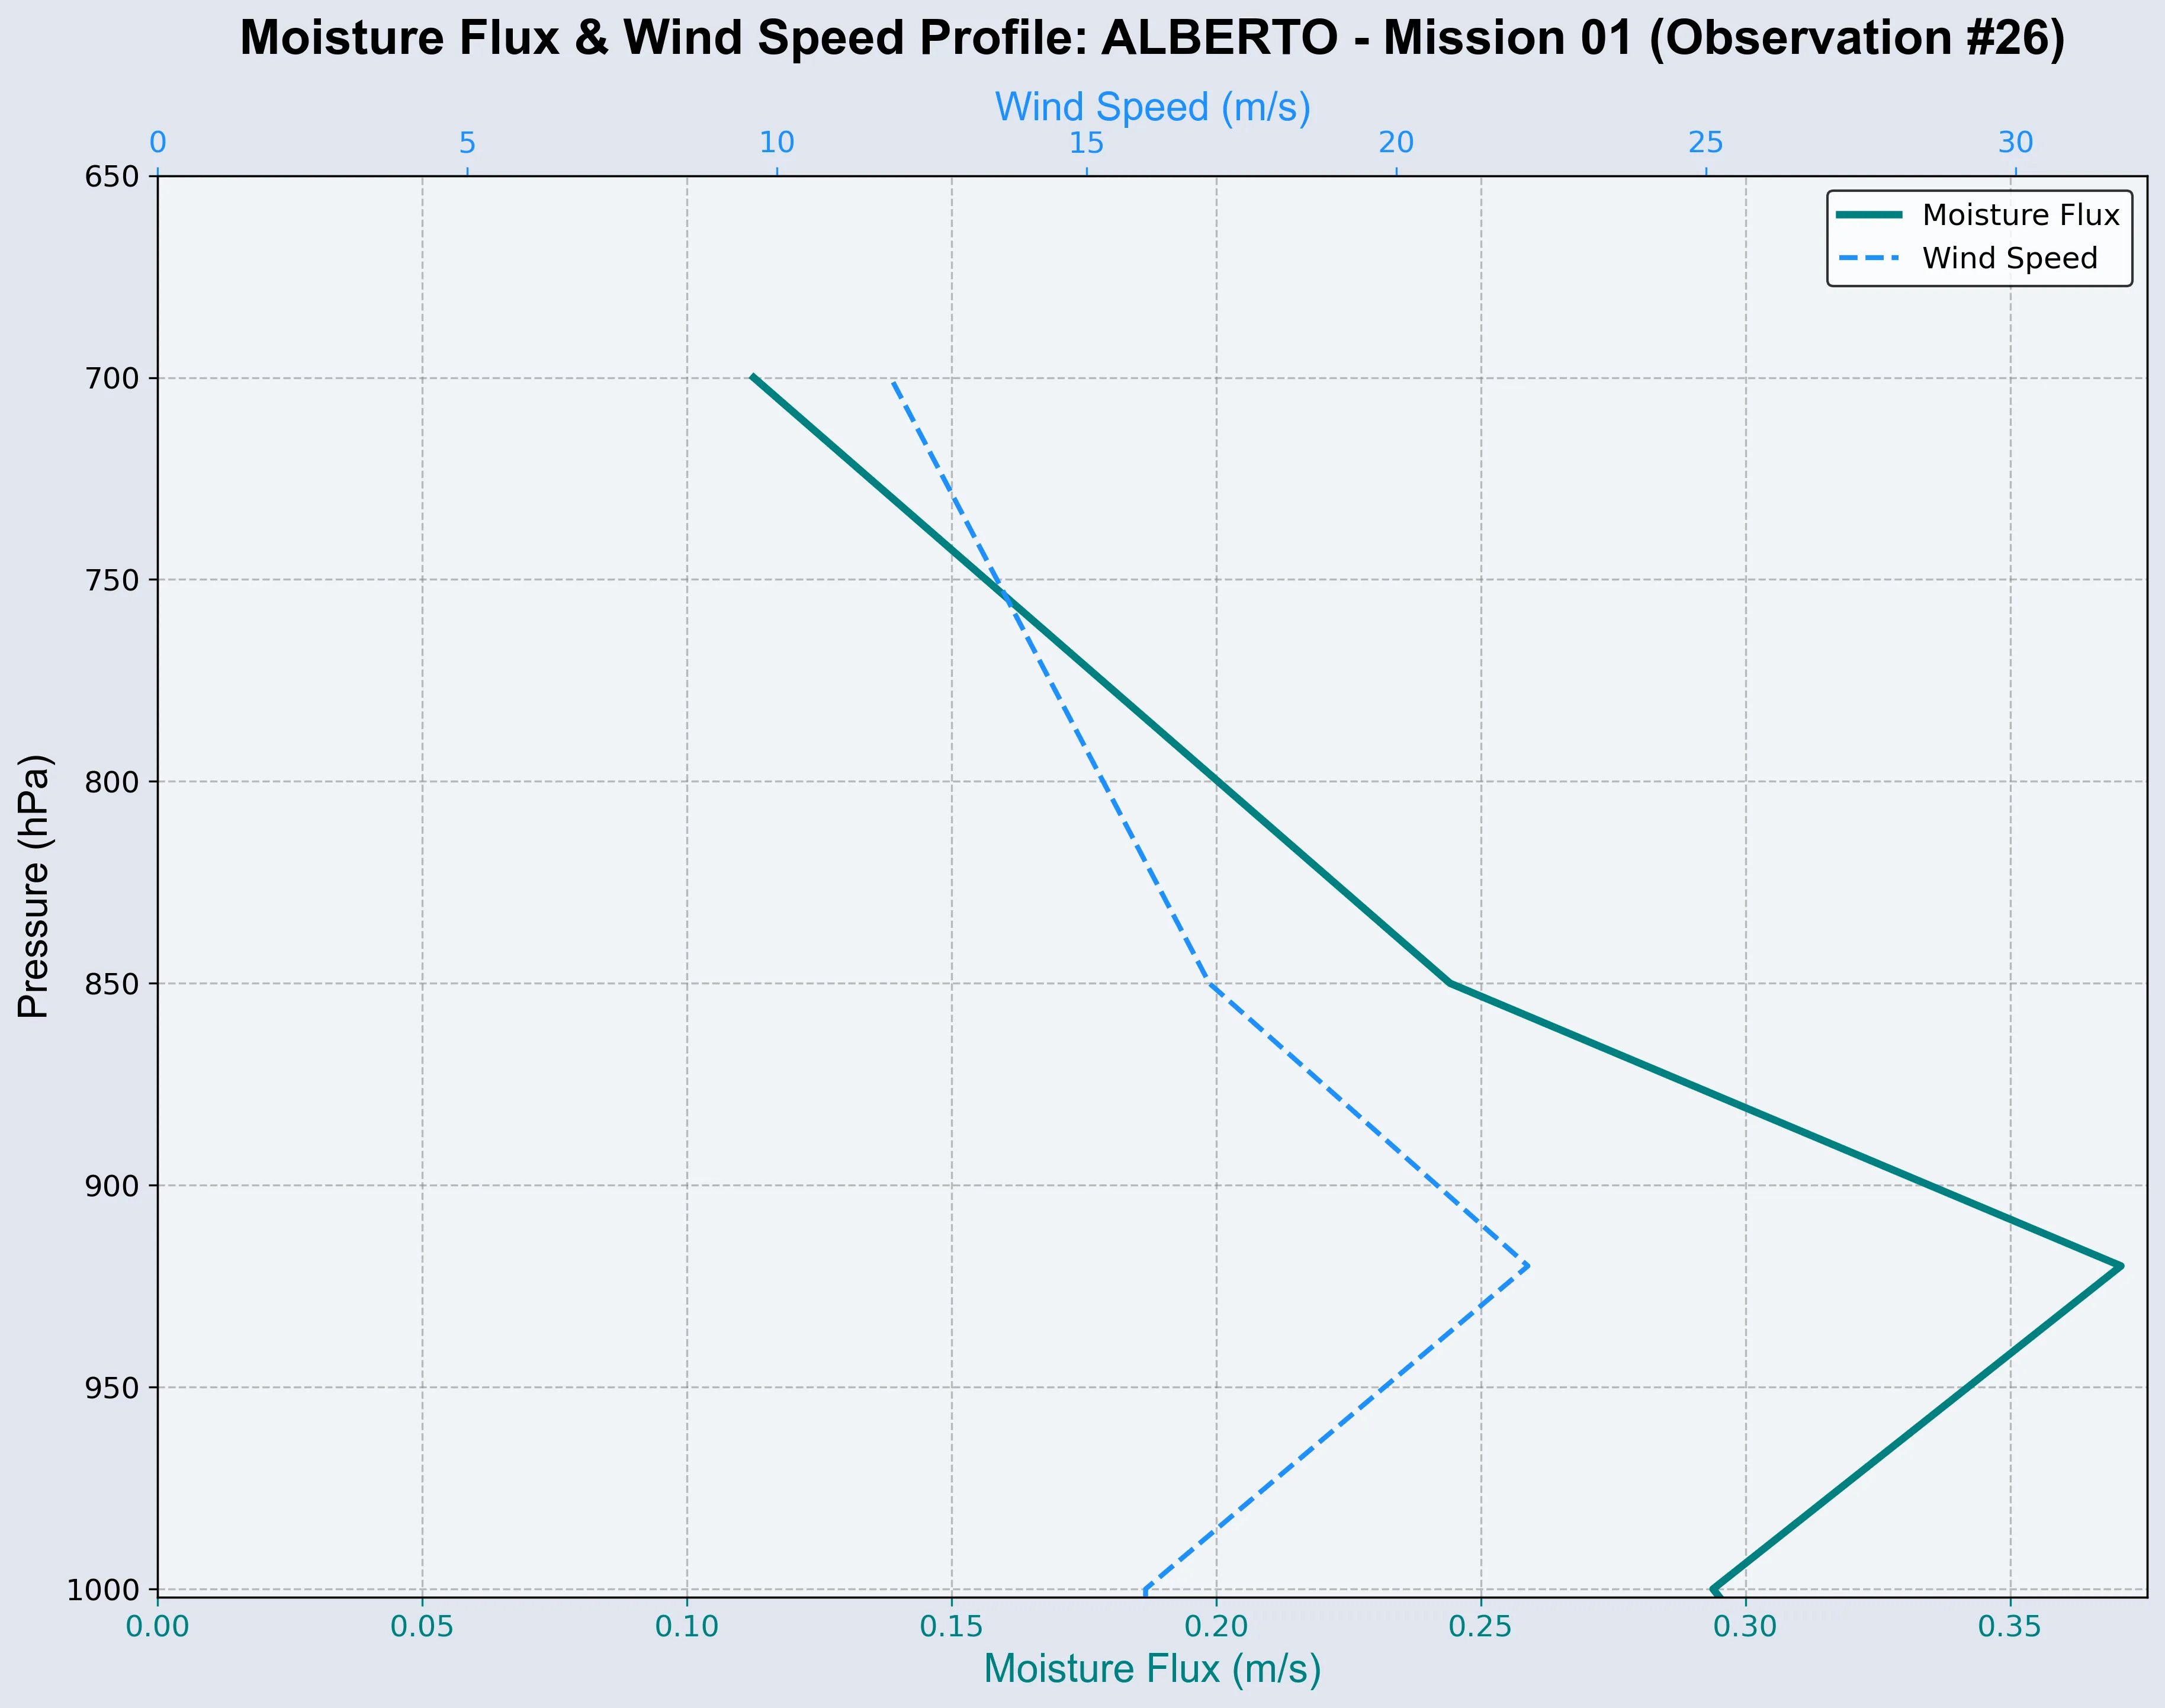 Moisture Flux & Wind Speed Profile: ALBERTO - Mission 01 (Observation #26)
Wind Speed (m/s)
0 5 10 15 20 25 30
Moisture Flux
Wind Speed
650
700
750
800
850
900
950
1000
Pressure (hPa)
0.00 0.05 0.10 0.15 0.20 0.25 0.30 0.35
Moisture Flux (m/s)